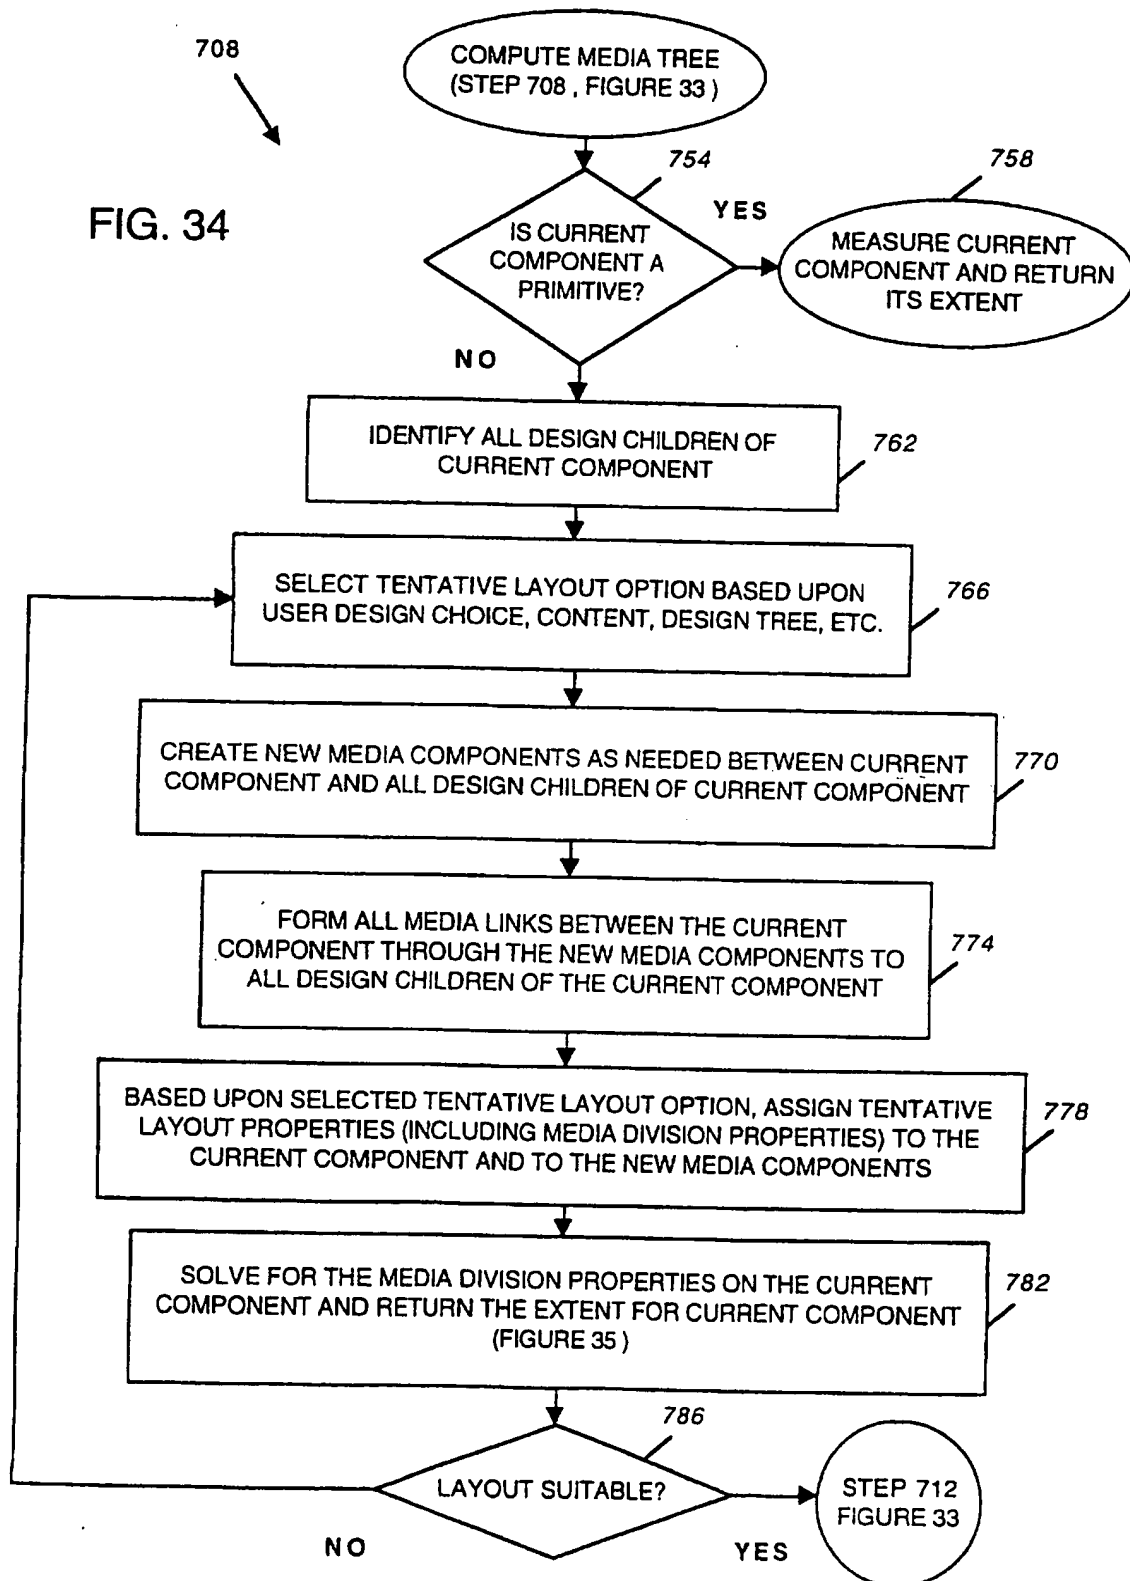 708
COMPUTE MEDIA TREE
(STEP 708 , FIGURE 33 )
FIG. 34
754
758
IS CURRENT
COMPONENT A
PRIMITIVE?
YES
MEASURE CURRENT
COMPONENT AND RETURN
ITS EXTENT
NO
IDENTIFY ALL DESIGN CHILDREN OF
CURRENT COMPONENT
762
SELECT TENTATIVE LAYOUT OPTION BASED UPON
USER DESIGN CHOICE, CONTENT, DESIGN TREE, ETC.
766
CREATE NEW MEDIA COMPONENTS AS NEEDED BETWEEN CURRENT
COMPONENT AND ALL DESIGN CHILDREN OF CURRENT COMPONENT
770
FORM ALL MEDIA LINKS BETWEEN THE CURRENT
COMPONENT THROUGH THE NEW MEDIA COMPONENTS TO
ALL DESIGN CHILDREN OF THE CURRENT COMPONENT
774
BASED UPON SELECTED TENTATIVE LAYOUT OPTION, ASSIGN TENTATIVE
LAYOUT PROPERTIES (INCLUDING MEDIA DIVISION PROPERTIES) TO THE
CURRENT COMPONENT AND TO THE NEW MEDIA COMPONENTS
778
SOLVE FOR THE MEDIA DIVISION PROPERTIES ON THE CURRENT
COMPONENT AND RETURN THE EXTENT FOR CURRENT COMPONENT
(FIGURE 35 )
782
786
LAYOUT SUITABLE?
STEP 712
FIGURE 33
NO
YES